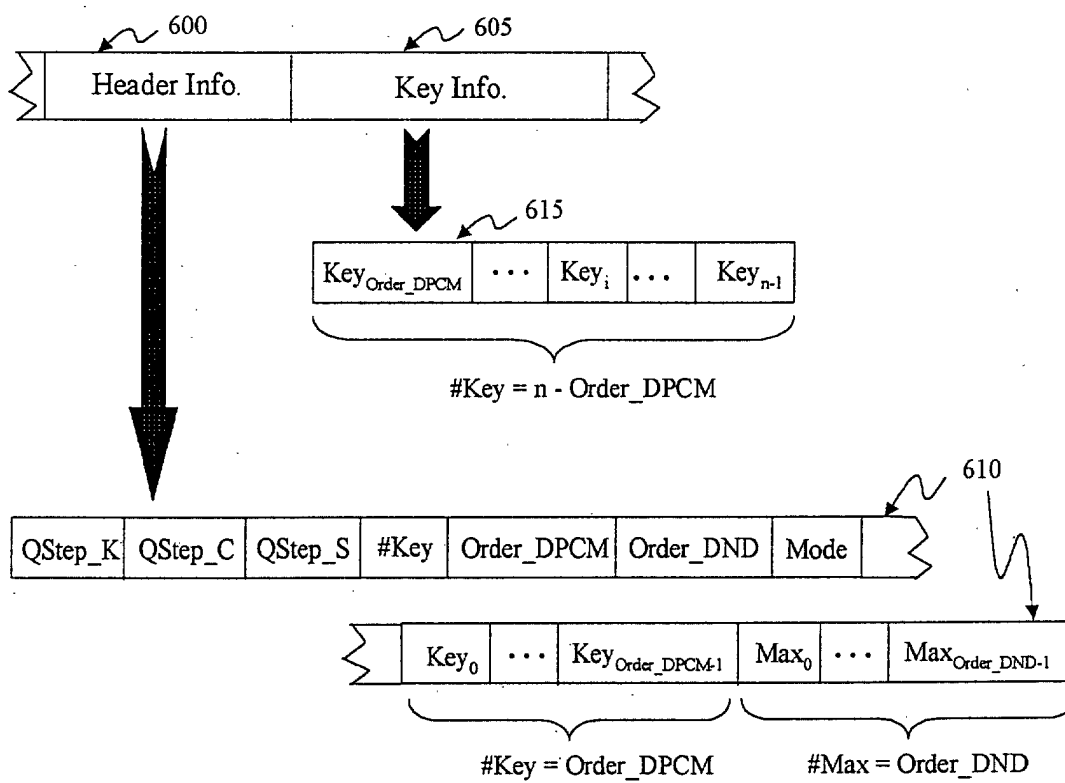 600 605
Header Info. Key Info.
615
Key_Order_DPCM ... Key_i ... Key_n-1
#Key = n - Order_DPCM
610
QStep_K QStep_C QStep_S #Key Order_DPCM Order_DND Mode
Key_0 ... Key_Order_DPCM-1 Max_0 ... Max_Order_DND-1
#Key = Order_DPCM #Max = Order_DND